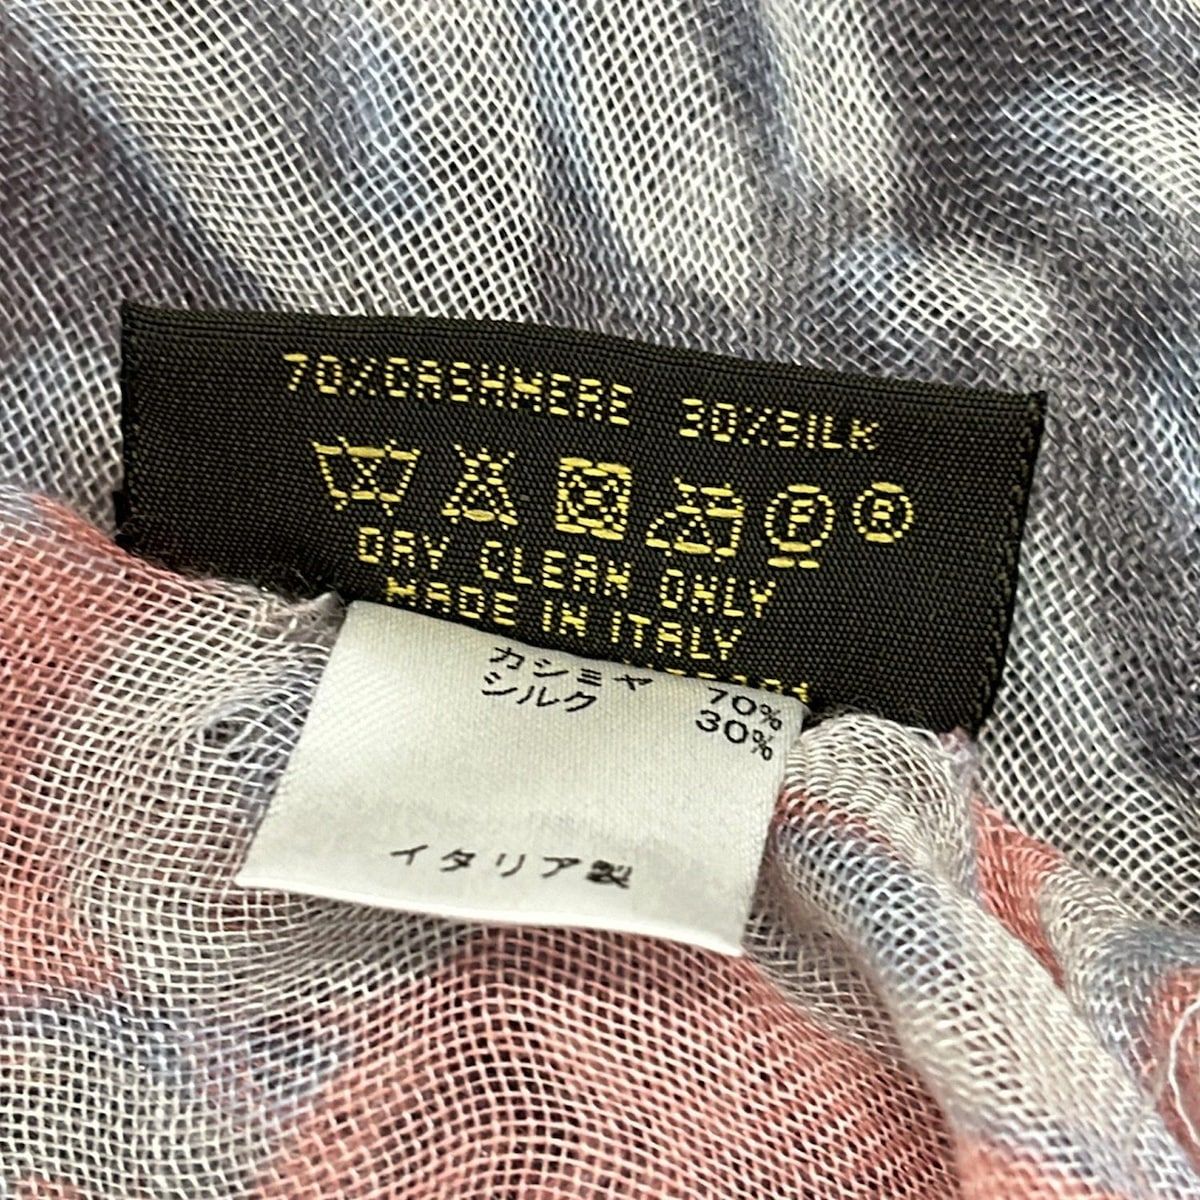 70%CASHMERE 30%SILK
P R
DRY CLEAN ONLY
MADE IN ITALY
カシミヤ 70%
シルク 30%
イタリア製